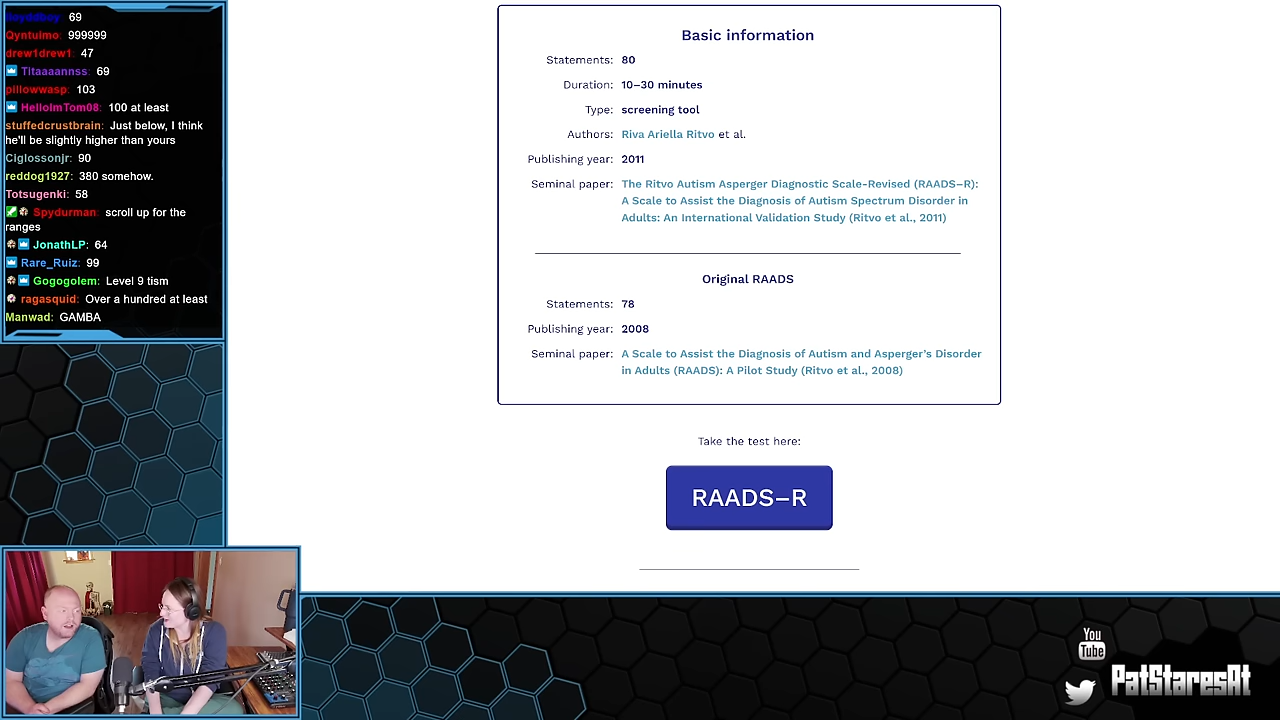 69
Qyntuimo: 999999
drew1drew1: 47
Titaaaannss: 69
pillowwasp: 103
HelloImTom08: 100 at least
stuffedcrustbrain: Just below, I think
he'll be slightly higher than yours
Ciglossonjr: 90
reddog1927: 380 somehow.
Totsugenki: 58
Spydurman: scroll up for the
ranges
JonathLP: 64
Rare_Ruiz: 99
Gogogolem: Level 9 tism
ragasquid: Over a hundred at least
Manwad: GAMBA
Basic information
Statements: 80
Duration: 10–30 minutes
Type: screening tool
Authors: Riva Ariella Ritvo et al.
Publishing year: 2011
Seminal paper: The Ritvo Autism Asperger Diagnostic Scale-Revised (RAADS–R):
A Scale to Assist the Diagnosis of Autism Spectrum Disorder in
Adults: An International Validation Study (Ritvo et al., 2011)
Original RAADS
Statements: 78
Publishing year: 2008
Seminal paper: A Scale to Assist the Diagnosis of Autism and Asperger's Disorder
in Adults (RAADS): A Pilot Study (Ritvo et al., 2008)
Take the test here:
RAADS–R
You
Tube
PatStaresAt